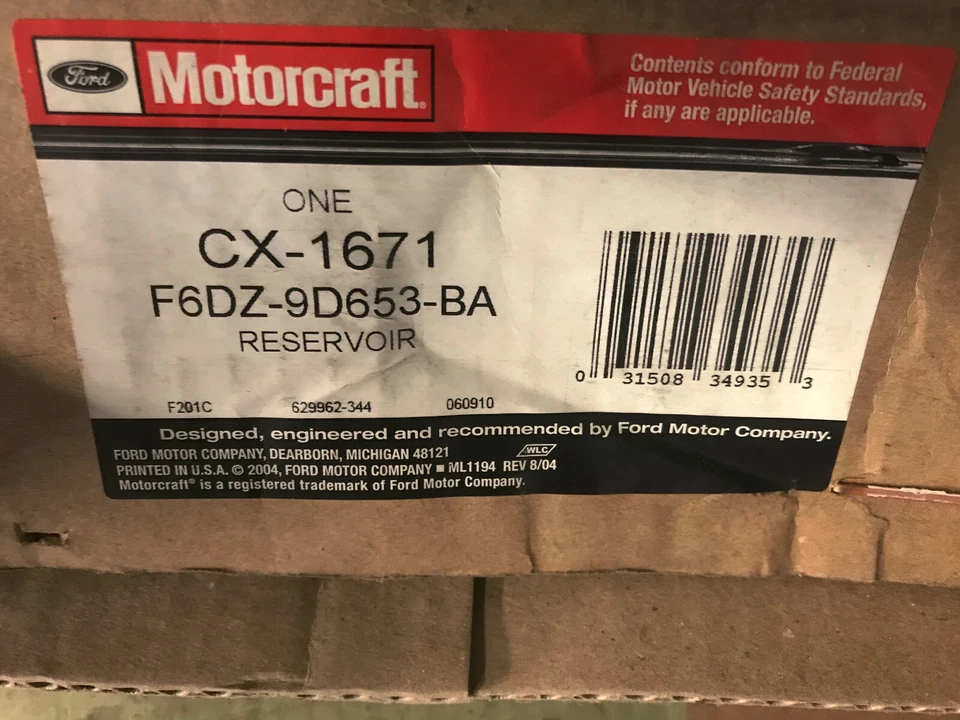 Ford Motorcraft®
Contents conform to Federal
Motor Vehicle Safety Standards,
if any are applicable.
ONE
CX-1671
F6DZ-9D653-BA
RESERVOIR
0 31508 34935 3
F201C 629962-344 060910
Designed, engineered and recommended by Ford Motor Company.
FORD MOTOR COMPANY, DEARBORN, MICHIGAN 48121 WLC
PRINTED IN U.S.A. © 2004, FORD MOTOR COMPANY ■ ML1194 REV 8/04
Motorcraft® is a registered trademark of Ford Motor Company.